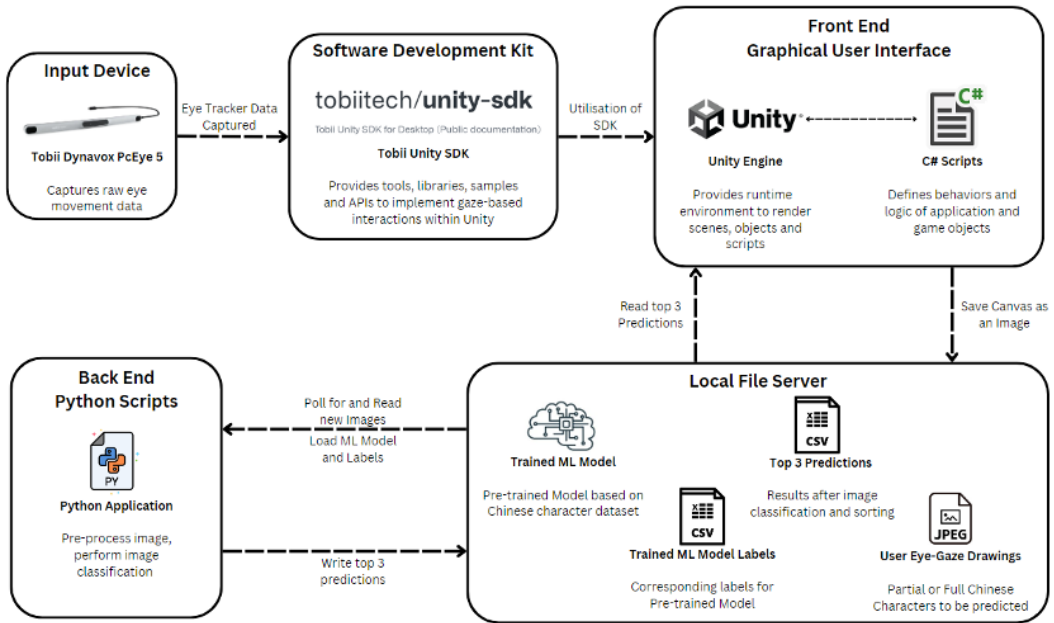 Input Device
Tobii Dynavox PcEye 5
Captures raw eye
movement data
Eye Tracker Data
Captured
Software Development Kit
tobiitech/unity-sdk
Tobii Unity SDK for Desktop (Public documentation)
Tobii Unity SDK
Provides tools, libraries, samples
and APIs to implement gaze-based
interactions within Unity
Utilisation of
SDK
Front End
Graphical User Interface
Unity
Unity Engine
Provides runtime
environment to render
scenes, objects and
scripts
C#
C# Scripts
Defines behaviors and
logic of application and
game objects
Read top 3
Predictions
Save Canvas as
an Image
Back End
Python Scripts
PY
Python Application
Pre-process image,
perform image
classification
Poll for and Read
new Images
Load ML Model
and Labels
Write top 3
predictions
Local File Server
Trained ML Model
Pre-trained Model based on
Chinese character dataset
CSV
Trained ML Model Labels
Corresponding labels for
Pre-trained Model
CSV
Top 3 Predictions
Results after image
classification and sorting
JPEG
User Eye-Gaze Drawings
Partial or Full Chinese
Characters to be predicted